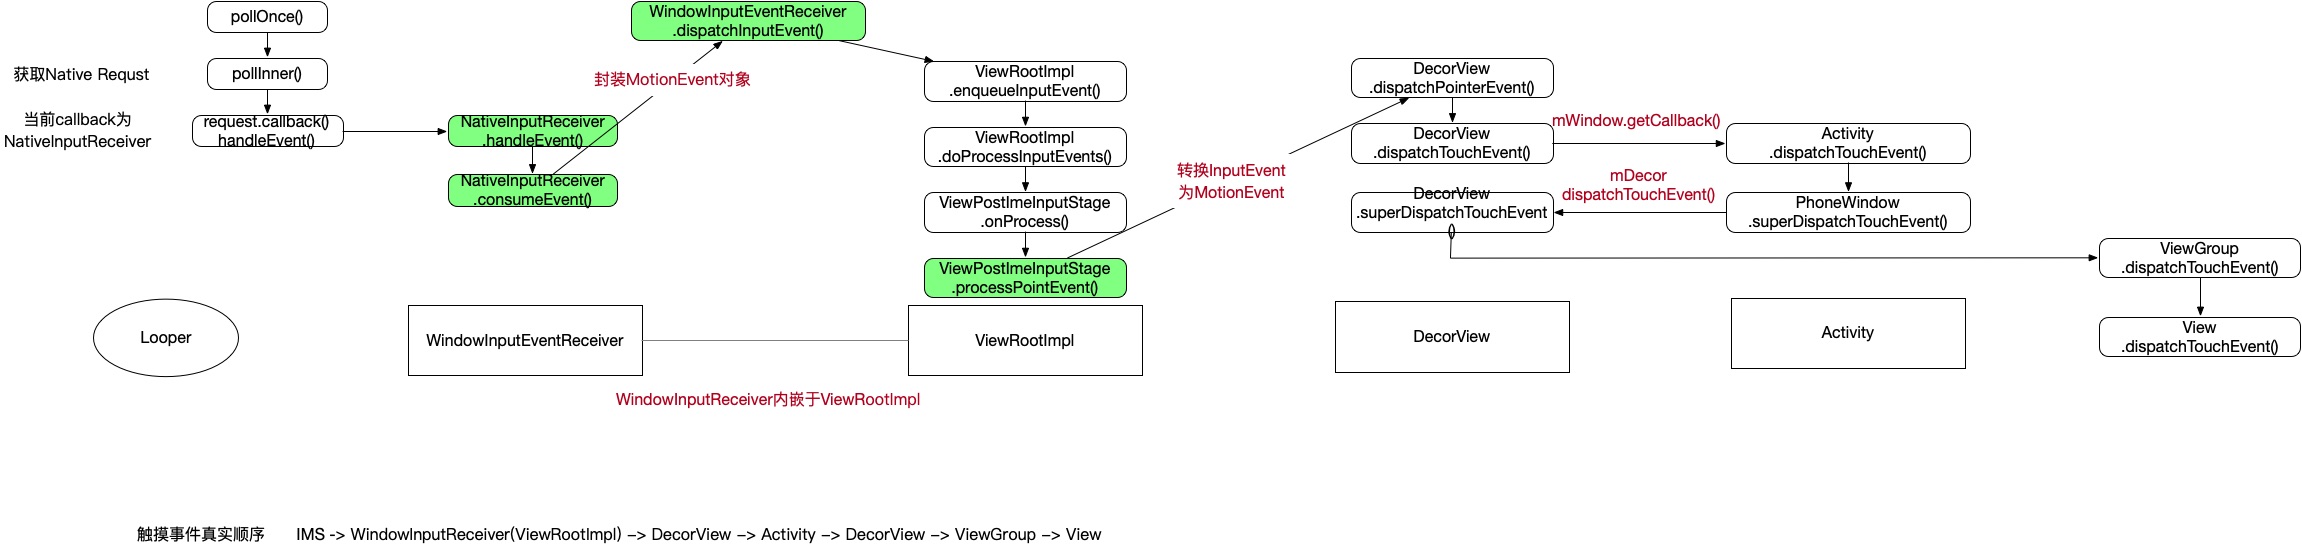 pollOnce()
获取Native Requst
pollInner()
当前callback为
NativeInputReceiver
request.callback()
handleEvent()
NativeInputReceiver
.handleEvent()
NativeInputReceiver
.consumeEvent()
封装MotionEvent对象
WindowInputEventReceiver
.dispatchInputEvent()
ViewRootImpl
.enqueueInputEvent()
ViewRootImpl
.doProcessInputEvents()
ViewPostImeInputStage
.onProcess()
ViewPostImeInputStage
.processPointEvent()
转换InputEvent
为MotionEvent
DecorView
.dispatchPointerEvent()
DecorView
.dispatchTouchEvent()
mWindow.getCallback()
Activity
.dispatchTouchEvent()
PhoneWindow
.superDispatchTouchEvent()
mDecor
dispatchTouchEvent()
DecorView
.superDispatchTouchEvent
()
ViewGroup
.dispatchTouchEvent()
View
.dispatchTouchEvent()
Looper
WindowInputEventReceiver
ViewRootImpl
DecorView
Activity
WindowInputReceiver内嵌于ViewRootImpl
触摸事件真实顺序 IMS -> WindowInputReceiver(ViewRootImpl) –> DecorView –> Activity –> DecorView –> ViewGroup –> View